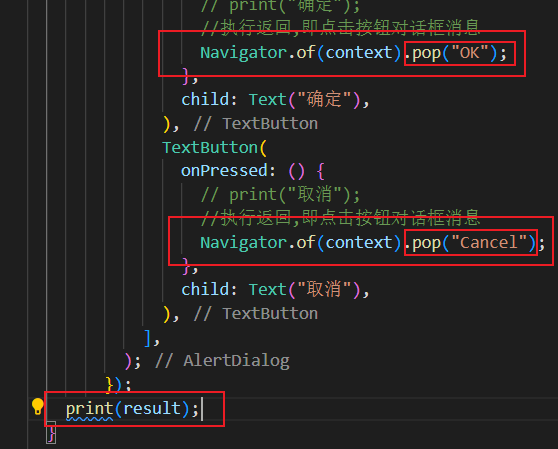 // print("确定");
//执行返回,即点击按钮对话框消息
Navigator.of(context).pop("OK");
},
child: Text("确定"),
), // TextButton
TextButton(
onPressed: () {
// print("取消");
//执行返回,即点击按钮对话框消息
Navigator.of(context).pop("Cancel");
},
child: Text("取消"),
), // TextButton
],
); // AlertDialog
});
print(result);
}